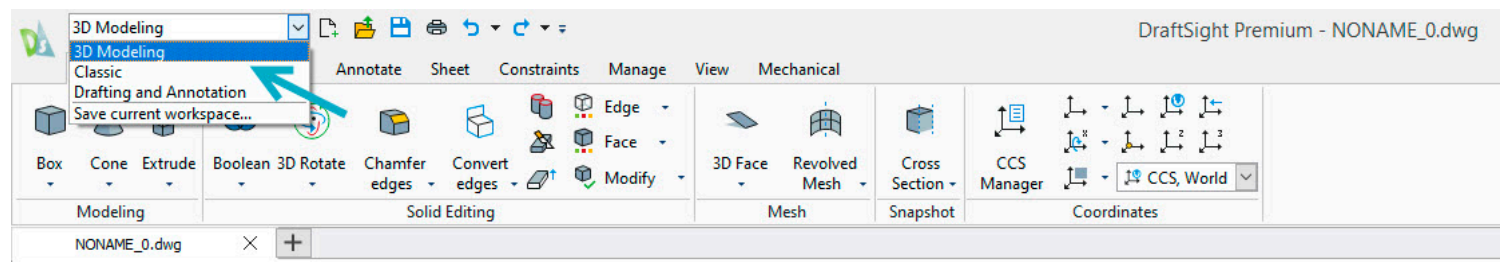 3D Modeling
DraftSight Premium - NONAME_0.dwg
3D Modeling
Classic
Drafting and Annotation
Save current workspace...
Annotate Sheet Constraints Manage View Mechanical
Edge
Face
Modify
Box Cone Extrude Boolean 3D Rotate Chamfer edges Convert edges 3D Face Revolved Mesh Cross Section CCS Manager CCS, World
Modeling Solid Editing Mesh Snapshot Coordinates
NONAME_0.dwg